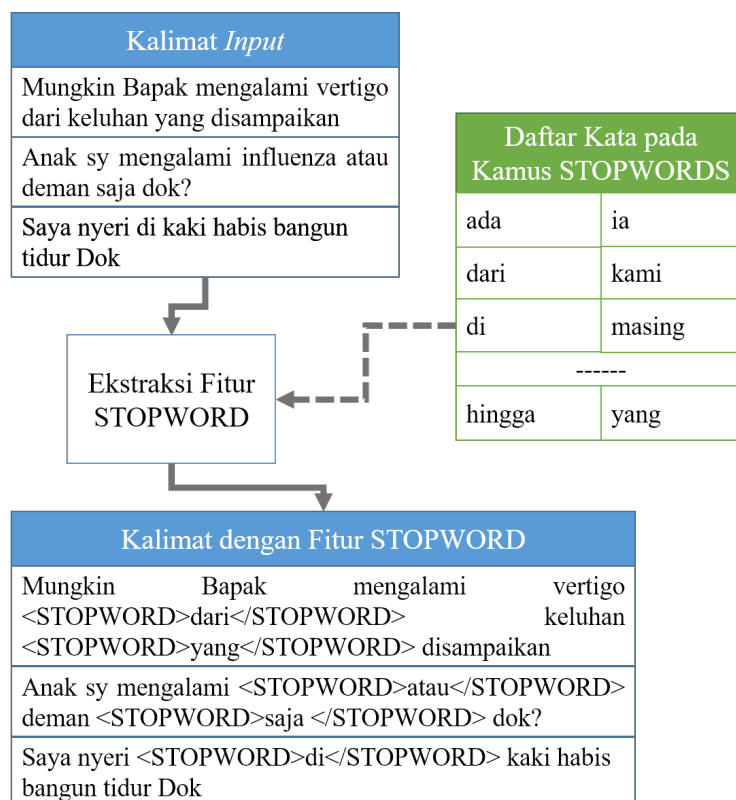 Kalimat Input
Mungkin Bapak mengalami vertigo
dari keluhan yang disampaikan
Anak sy mengalami influenza atau
deman saja dok?
Saya nyeri di kaki habis bangun
tidur Dok
Daftar Kata pada
Kamus STOPWORDS
ada ia
dari kami
di masing
------
hingga yang
Ekstraksi Fitur
STOPWORD
Kalimat dengan Fitur STOPWORD
Mungkin Bapak mengalami vertigo
<STOPWORD>dari</STOPWORD> keluhan
<STOPWORD>yang</STOPWORD> disampaikan
Anak sy mengalami <STOPWORD>atau</STOPWORD>
deman <STOPWORD>saja </STOPWORD> dok?
Saya nyeri <STOPWORD>di</STOPWORD> kaki habis
bangun tidur Dok